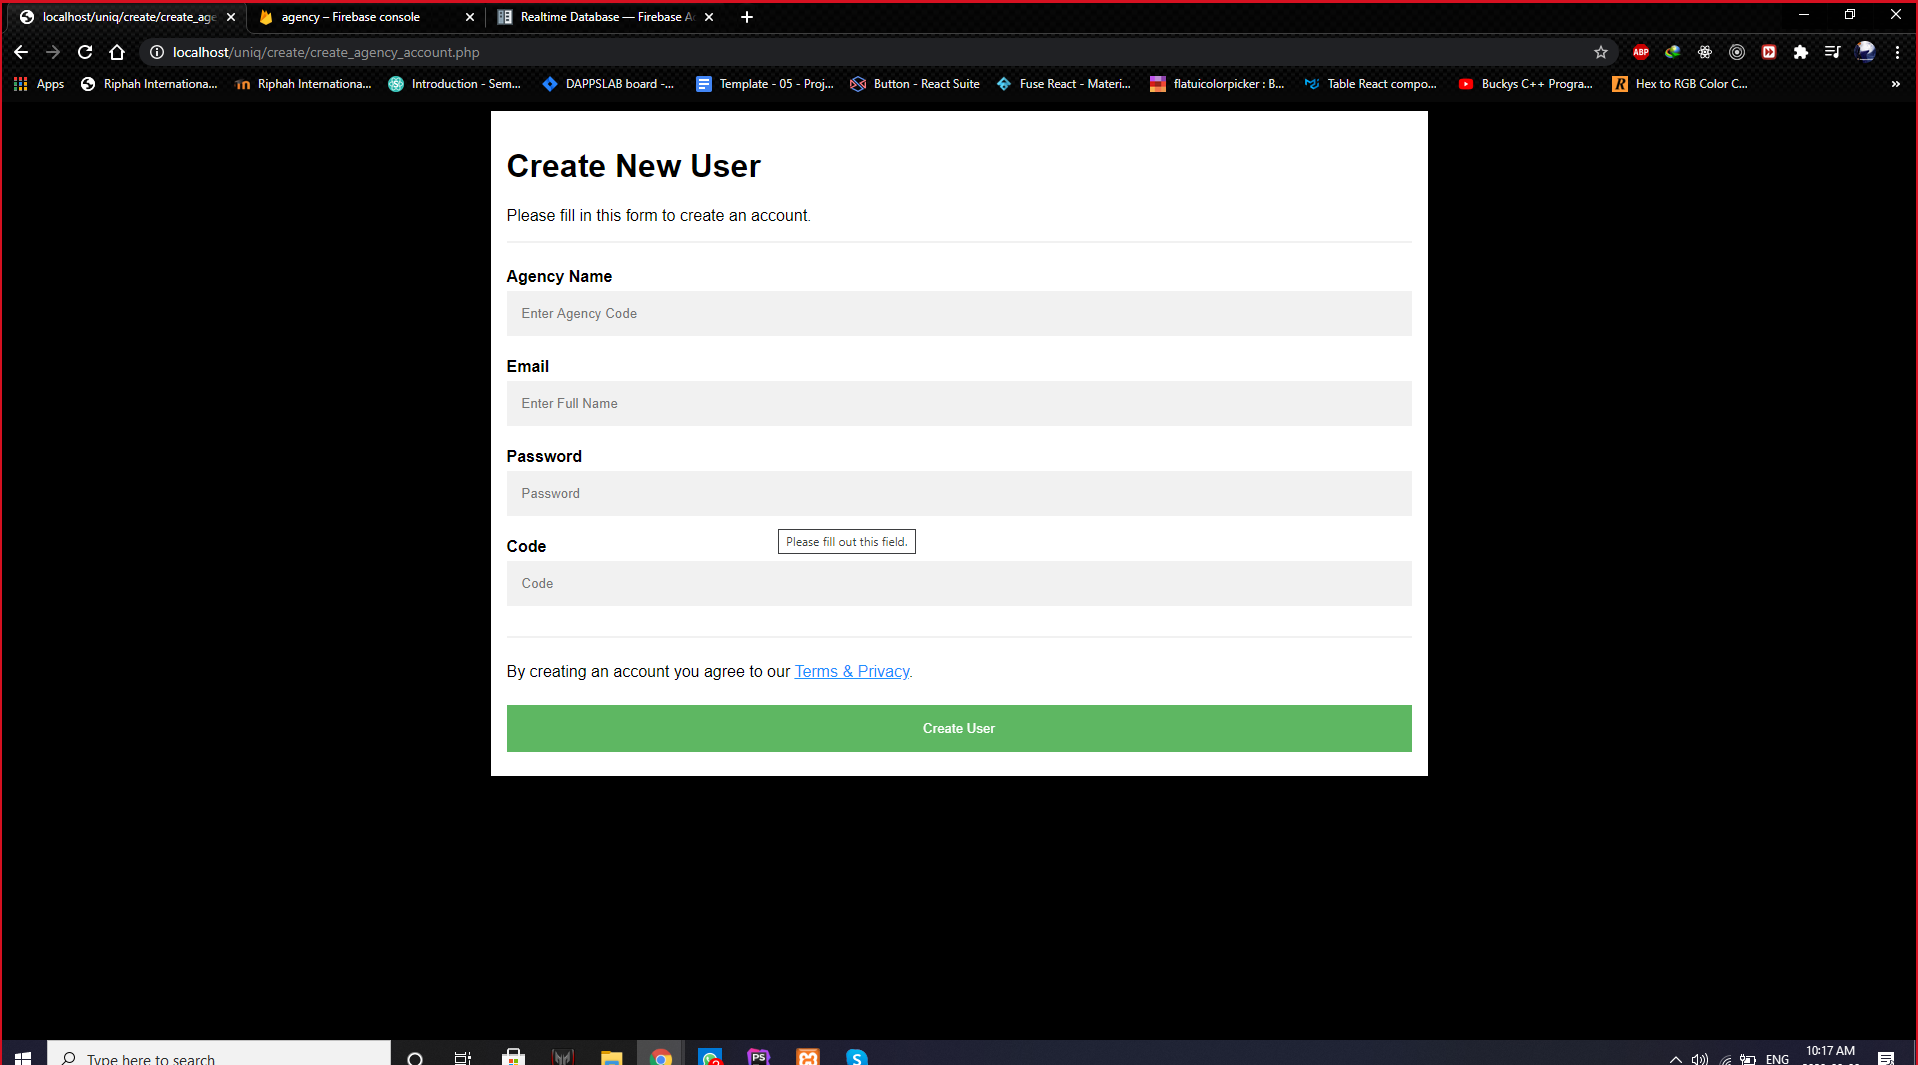 localhost/uniq/create/create_age
agency – Firebase console
Realtime Database — Firebase A
localhost/uniq/create/create_agency_account.php
ABP
Apps
Riphah Internationa...
Riphah Internationa...
Introduction - Sem...
DAPPSLAB board -...
Template - 05 - Proj...
Button - React Suite
Fuse React - Materi...
flatuicolorpicker : B...
Table React compo...
Buckys C++ Progra...
Hex to RGB Color C...
Create New User
Please fill in this form to create an account.
Agency Name
Enter Agency Code
Email
Enter Full Name
Password
Password
Please fill out this field.
Code
Code
By creating an account you agree to our Terms & Privacy.
Create User
Type here to search
PS
ENG
10:17 AM